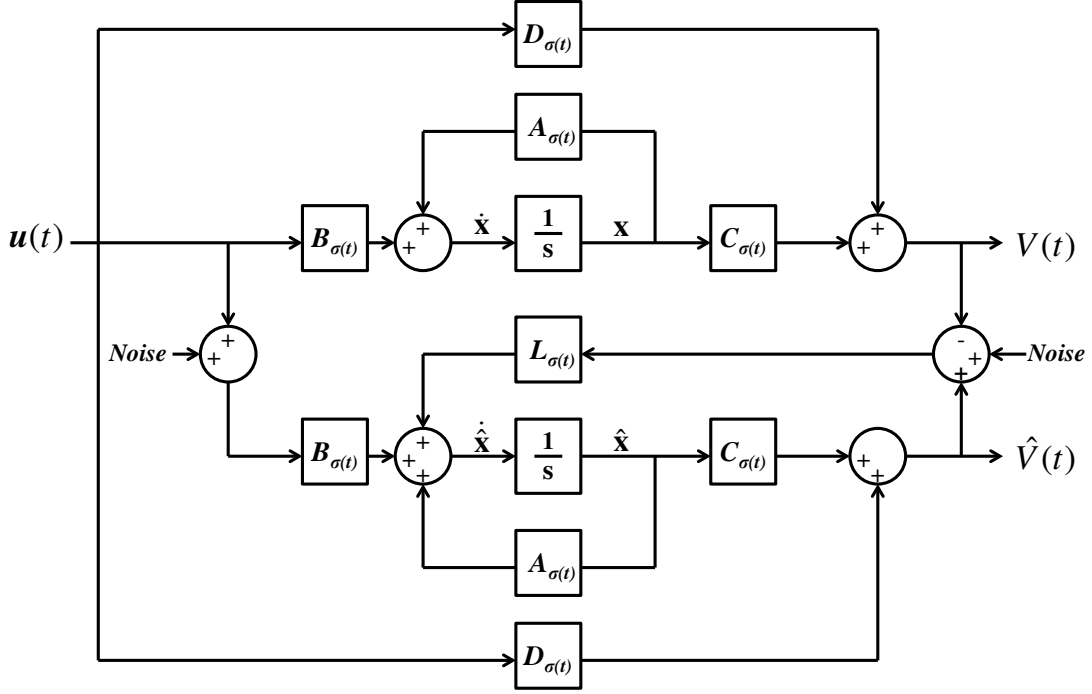 D_σ(t)
A_σ(t)
u(t)
B_σ(t)
+ +
ẋ
1/s
x
C_σ(t)
+ +
V(t)
Noise
+ +
L_σ(t)
- + +
Noise
B_σ(t)
+ + +
x̂̇
1/s
x̂
C_σ(t)
+ +
V̂(t)
A_σ(t)
D_σ(t)